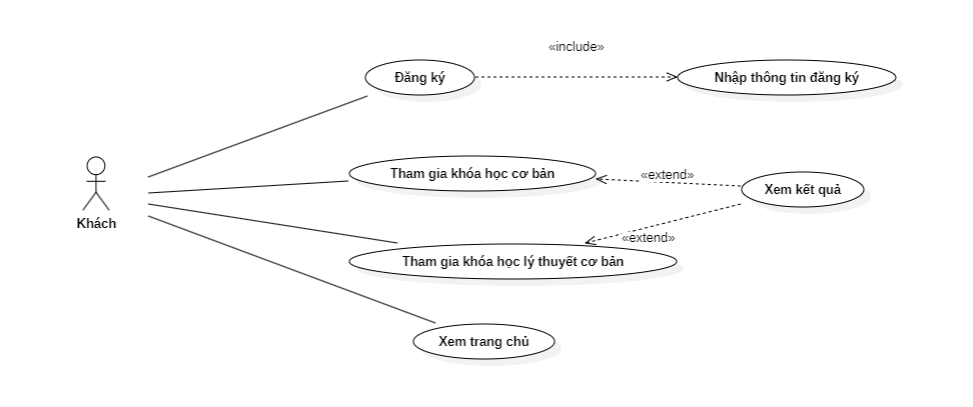 «include»
Đăng ký
Nhập thông tin đăng ký
Tham gia khóa học cơ bản
«extend»
Xem kết quả
Khách
«extend»
Tham gia khóa học lý thuyết cơ bản
Xem trang chủ